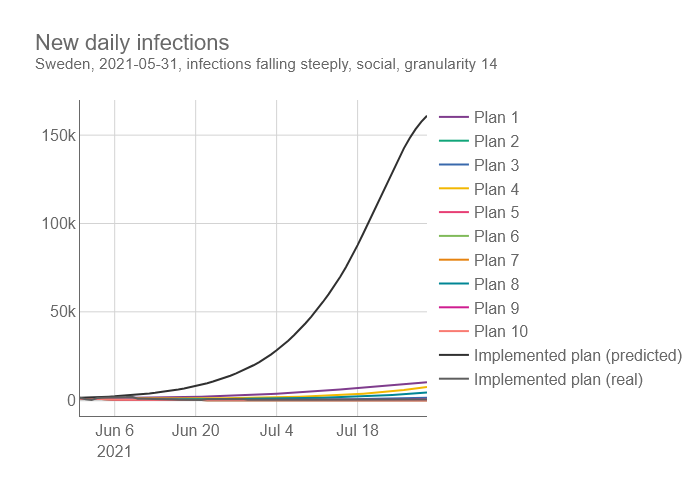 New daily infections
Sweden, 2021-05-31, infections falling steeply, social, granularity 14
150k
100k
50k
0
Jun 6
2021
Jun 20
Jul 4
Jul 18
Plan 1
Plan 2
Plan 3
Plan 4
Plan 5
Plan 6
Plan 7
Plan 8
Plan 9
Plan 10
Implemented plan (predicted)
Implemented plan (real)